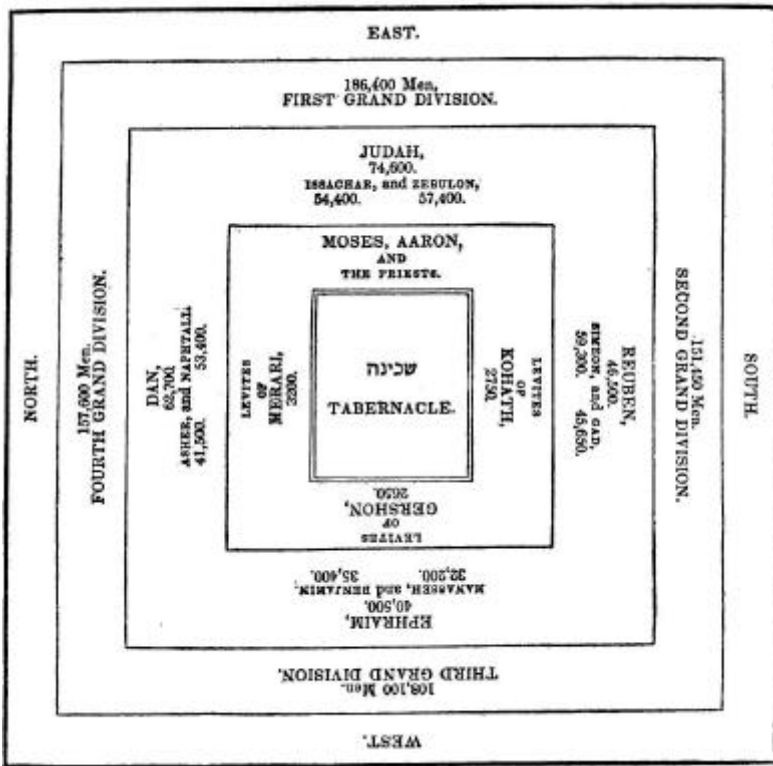 EAST.
186,400 Men,
FIRST GRAND DIVISION.
JUDAH,
74,600.
ISSACHAR, and ZEBULON,
54,400. 57,400.
MOSES, AARON,
AND
THE PRIESTS.
שכינה
TABERNACLE.
NORTH.
157,600 Men.
FOURTH GRAND DIVISION.
DAN,
62,700.
ASHER, and NAPHTALI.
41,500. 53,400.
LEVITES
OF
MERARI,
3200.
LEVITES
OF
KOHATH,
2750.
REUBEN,
46,500.
SIMEON, and GAD,
59,300. 45,650.
151,450 Men.
SECOND GRAND DIVISION.
SOUTH.
LEVITES
OF
GERSHON,
2650.
EPHRAIM,
40,500.
MANASSEH, and BENJAMIN.
32,200. 35,400.
108,100 Men.
THIRD GRAND DIVISION.
WEST.